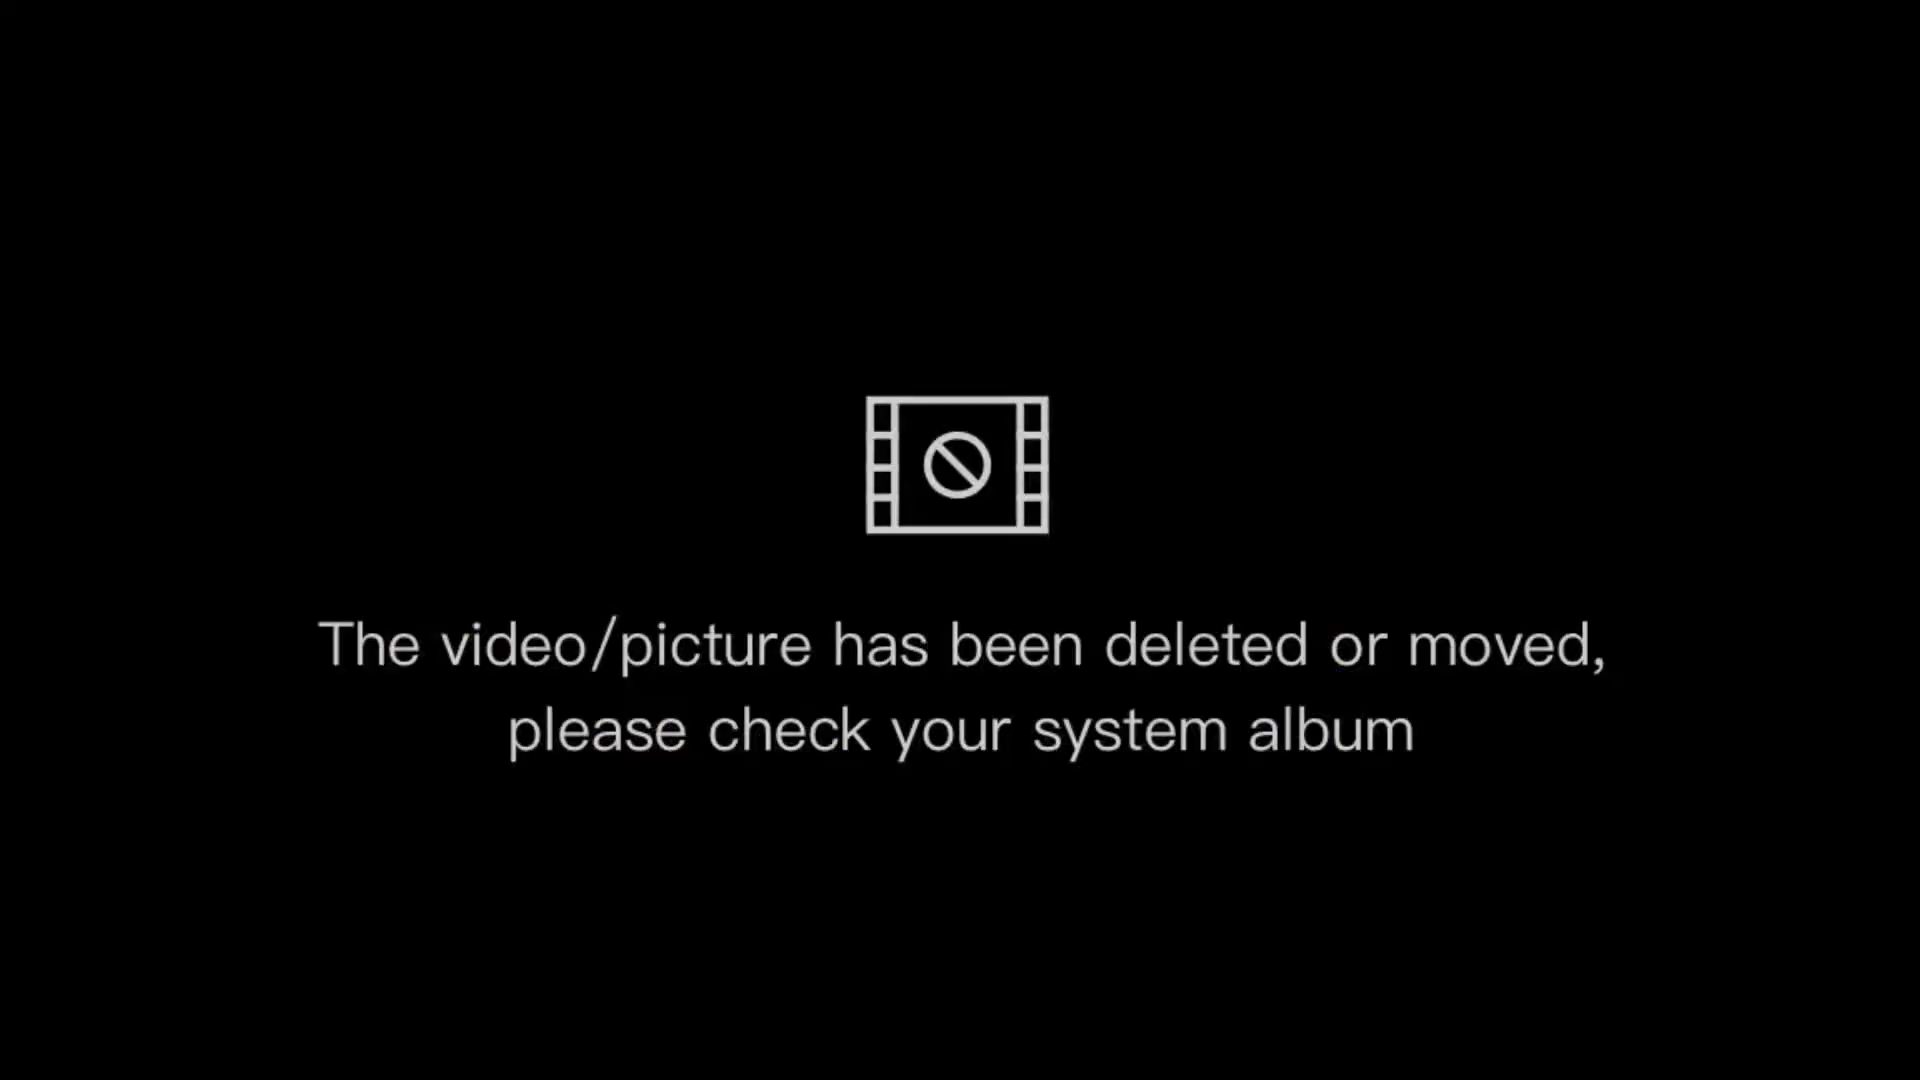 The video/picture has been deleted or moved,
please check your system album